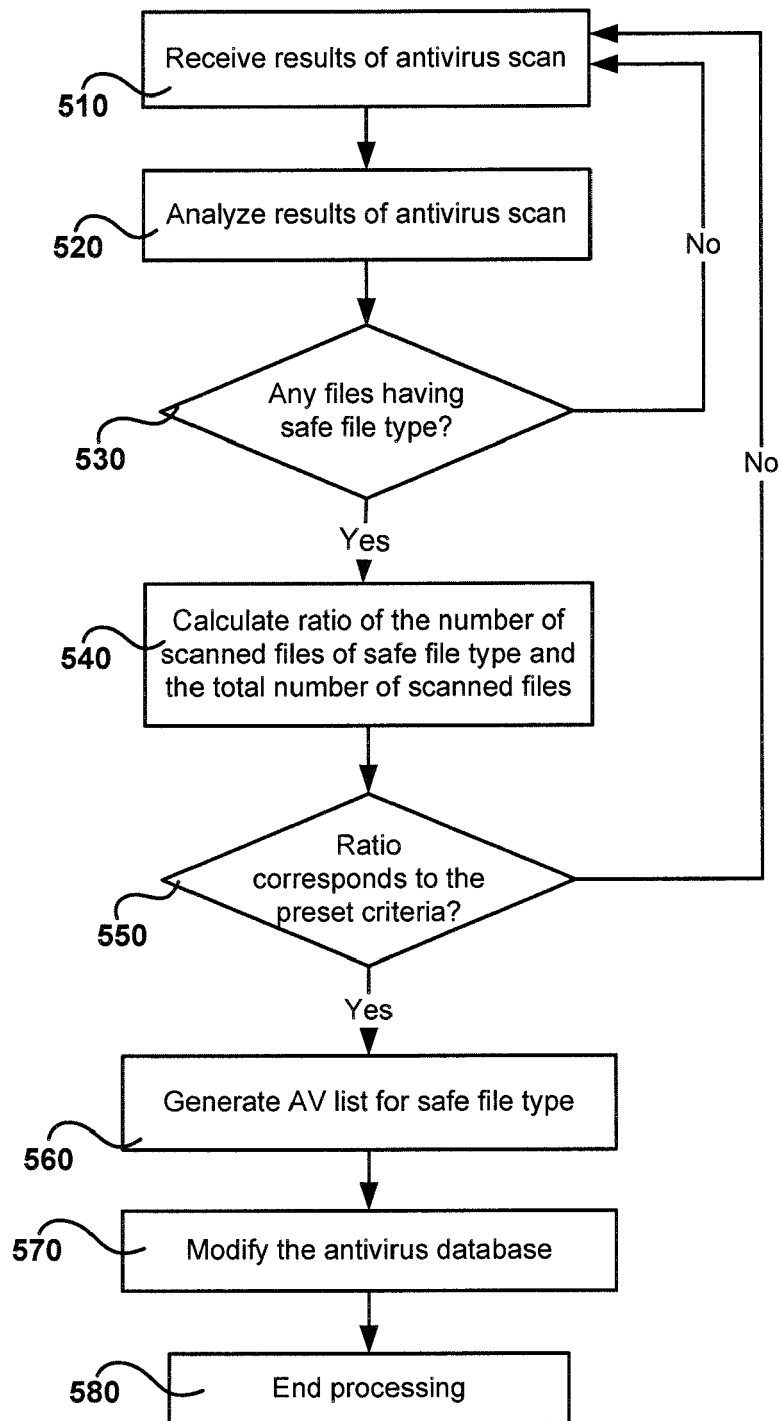 Receive results of antivirus scan
510
Analyze results of antivirus scan
520
No
Any files having
safe file type?
530
No
Yes
Calculate ratio of the number of
scanned files of safe file type and
the total number of scanned files
540
Ratio
corresponds to the
preset criteria?
550
Yes
Generate AV list for safe file type
560
Modify the antivirus database
570
End processing
580